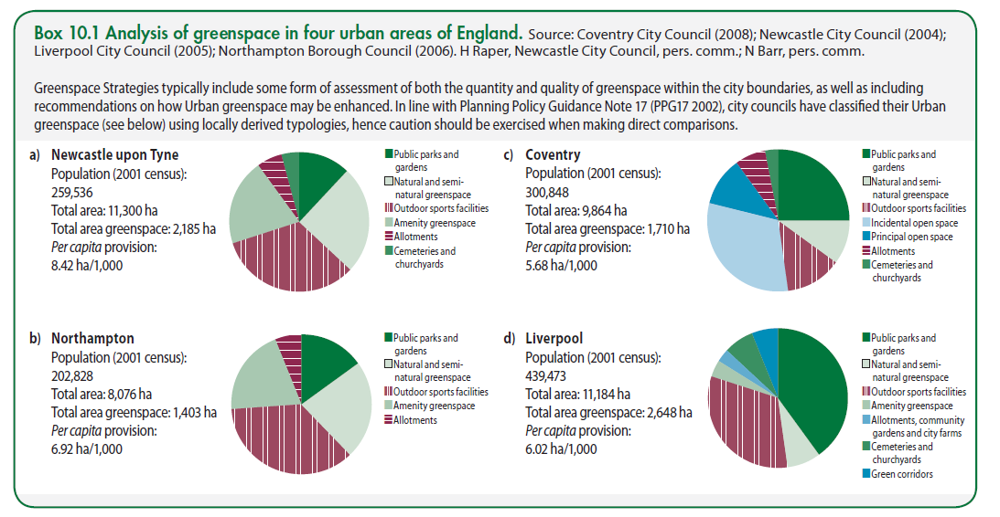 Box 10.1 Analysis of greenspace in four urban areas of England. Source: Coventry City Council (2008); Newcastle City Council (2004);
Liverpool City Council (2005); Northampton Borough Council (2006). H Raper, Newcastle City Council, pers. comm.; N Barr, pers. comm.
Greenspace Strategies typically include some form of assessment of both the quantity and quality of greenspace within the city boundaries, as well as including
recommendations on how Urban greenspace may be enhanced. In line with Planning Policy Guidance Note 17 (PPG17 2002), city councils have classified their Urban
greenspace (see below) using locally derived typologies, hence caution should be exercised when making direct comparisons.
a) Newcastle upon Tyne
Population (2001 census):
259,536
Total area: 11,300 ha
Total area greenspace: 2,185 ha
Per capita provision:
8.42 ha/1,000
Public parks and
gardens
Natural and semi-
natural greenspace
Outdoor sports facilities
Amenity greenspace
Allotments
Cemeteries and
churchyards
c) Coventry
Population (2001 census):
300,848
Total area: 9,864 ha
Total area greenspace: 1,710 ha
Per capita provision:
5.68 ha/1,000
Public parks and
gardens
Natural and semi-
natural greenspace
Outdoor sports facilities
Incidental open space
Principal open space
Allotments
Cemeteries and
churchyards
b) Northampton
Population (2001 census):
202,828
Total area: 8,076 ha
Total area greenspace: 1,403 ha
Per capita provision:
6.92 ha/1,000
Public parks and
gardens
Natural and semi-
natural greenspace
Outdoor sports facilities
Amenity greenspace
Allotments
d) Liverpool
Population (2001 census):
439,473
Total area: 11,184 ha
Total area greenspace: 2,648 ha
Per capita provision:
6.02 ha/1,000
Public parks and
gardens
Natural and semi-
natural greenspace
Outdoor sports facilities
Amenity greenspace
Allotments, community
gardens and city farms
Cemeteries and
churchyards
Green corridors